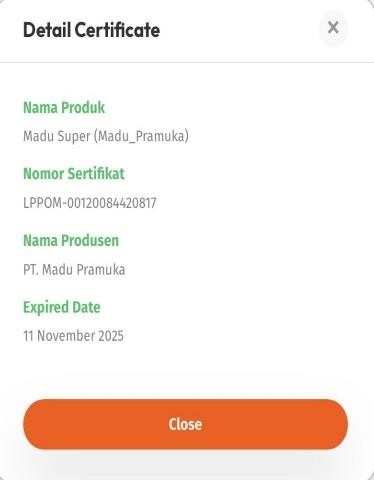 Detail Certificate
X
Nama Produk
Madu Super (Madu_Pramuka)
Nomor Sertifikat
LPPOM-00120084420817
Nama Produsen
PT. Madu Pramuka
Expired Date
11 November 2025
Close